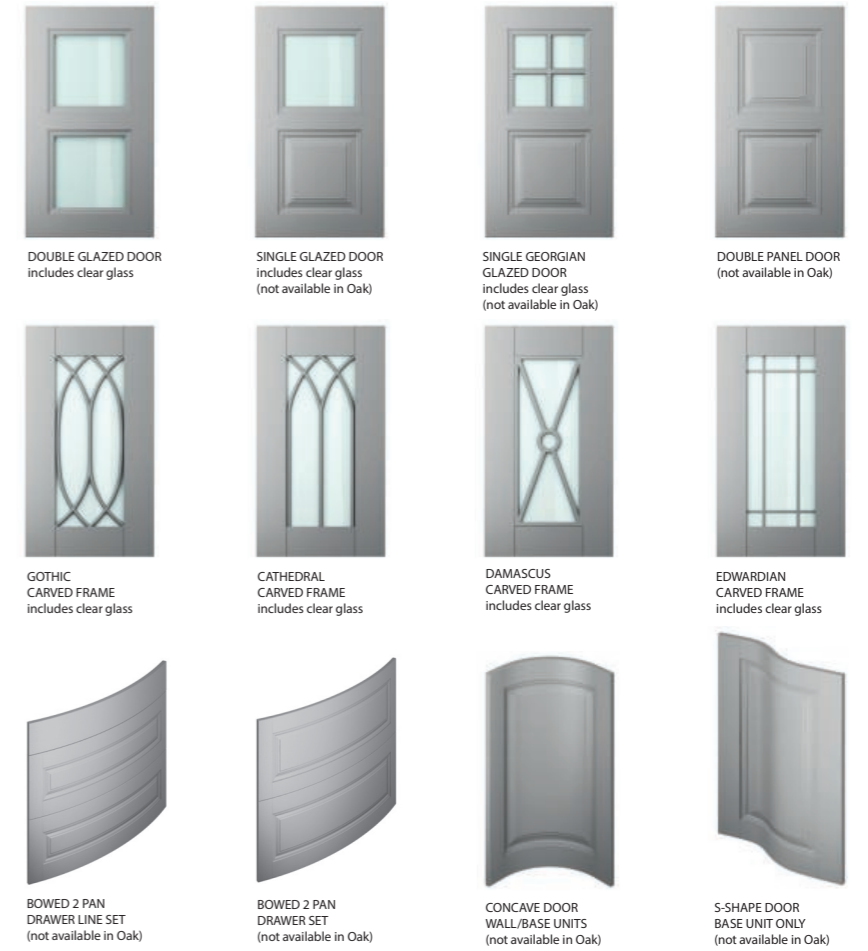 DOUBLE GLAZED DOOR
includes clear glass
SINGLE GLAZED DOOR
includes clear glass
(not available in Oak)
SINGLE GEORGIAN
GLAZED DOOR
includes clear glass
(not available in Oak)
DOUBLE PANEL DOOR
(not available in Oak)
GOTHIC
CARVED FRAME
includes clear glass
CATHEDRAL
CARVED FRAME
includes clear glass
DAMASCUS
CARVED FRAME
includes clear glass
EDWARDIAN
CARVED FRAME
includes clear glass
BOWED 2 PAN
DRAWER LINE SET
(not available in Oak)
BOWED 2 PAN
DRAWER SET
(not available in Oak)
CONCAVE DOOR
WALL/BASE UNITS
(not available in Oak)
S-SHAPE DOOR
BASE UNIT ONLY
(not available in Oak)